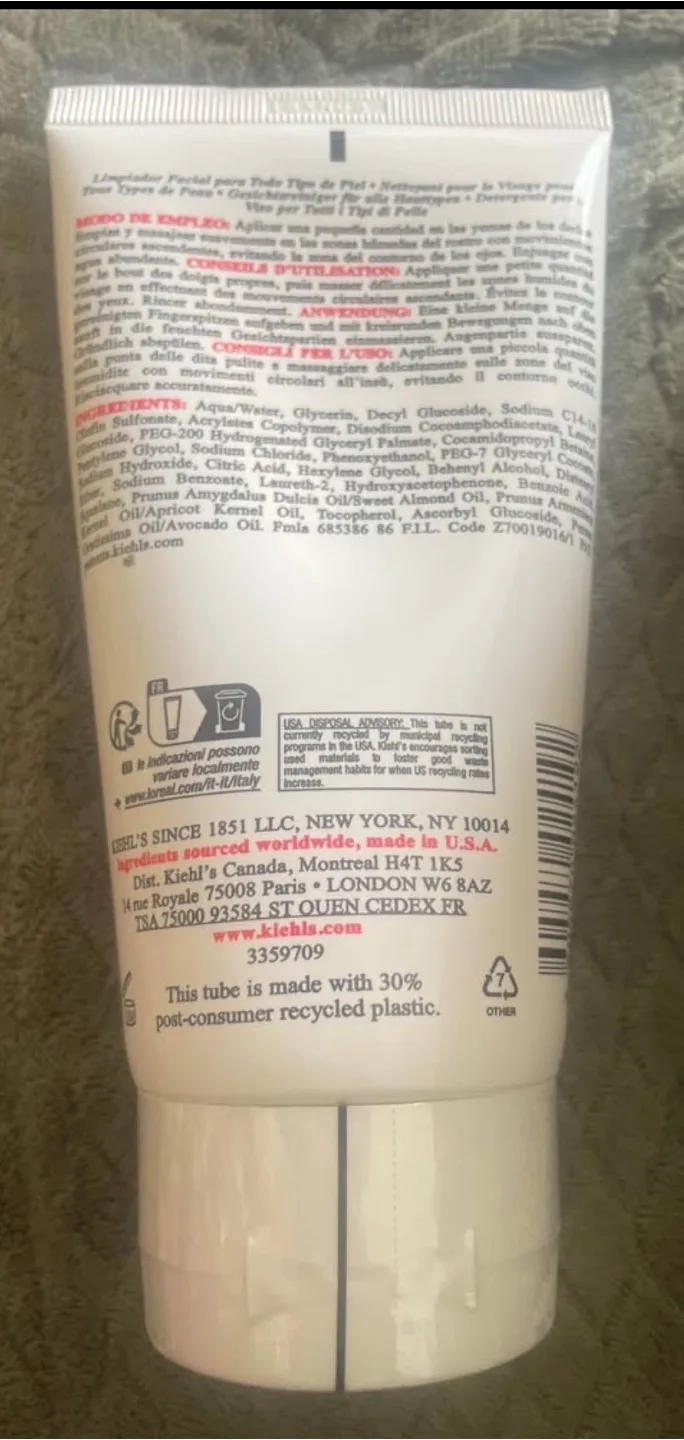 Limpiador Facial para Todo Tipo de Piel • Nettoyant pour le Visage pour
Tous Types de Peau • Gesichtsreiniger für alle Hauttypen • Detergente per
Viso per Tutti i Tipi di Pelle
MODO DE EMPLEO: Aplicar una pequeña cantidad en las yemas de los dedos
limpias y masajear suavemente en las zonas húmedas del rostro con movimientos
circulares ascendentes, evitando la zona del contorno de los ojos. Enjuagar con
agua abundante. CONSEILS D'UTILISATION: Appliquer une petite quantité
sur le bout des doigts propres, puis masser délicatement les zones humides du
visage en effectuant des mouvements circulaires ascendants. Évitez le contour
des yeux. Rincer abondamment. ANWENDUNG: Eine kleine Menge auf die
gereinigten Fingerspitzen aufgeben und mit kreisenden Bewegungen nach oben
sanft in die feuchten Gesichtspartien einmassieren. Augenpartie aussparen.
Gründlich abspülen. CONSIGLI PER L'USO: Applicare una piccola quantità
sulla punta delle dita pulite e massaggiare delicatamente sulle zone del viso
inumidite con movimenti circolari all'insù, evitando il contorno occhi.
Risciacquare accuratamente.
INGREDIENTS: Aqua/Water, Glycerin, Decyl Glucoside, Sodium C14-16
Olefin Sulfonate, Acrylates Copolymer, Disodium Cocoamphodiacetate, Lauryl
Glucoside, PEG-200 Hydrogenated Glyceryl Palmate, Cocamidopropyl Betaine,
Pentylene Glycol, Sodium Chloride, Phenoxyethanol, PEG-7 Glyceryl Cocoate,
Sodium Hydroxide, Citric Acid, Hexylene Glycol, Behenyl Alcohol,
Sodium Benzoate, Laureth-2, Hydroxyacetophenone, Benzoic Acid,
Squalane, Prunus Amygdalus Dulcis Oil/Sweet Almond Oil, Prunus Armeniaca
Kernel Oil/Apricot Kernel Oil, Tocopherol, Ascorbyl Glucoside, Persea
Gratissima Oil/Avocado Oil. Fmla 685386 86 F.I.L. Code Z70019016/1
.kiehls.com
FR
le indicazioni possono
variare localmente
www.loreal.com/it-it/italy
USA DISPOSAL ADVISORY: This tube is not
currently recycled by municipal recycling
programs in the USA. Kiehl's encourages sorting
used materials to foster good waste
management habits for when US recycling rates
increase.
KIEHL'S SINCE 1851 LLC, NEW YORK, NY 10014
Ingredients sourced worldwide, made in U.S.A.
Dist. Kiehl's Canada, Montreal H4T 1K5
14 rue Royale 75008 Paris • LONDON W6 8AZ
TSA 75000 93584 ST OUEN CEDEX FR
www.kiehls.com
3359709
This tube is made with 30%
post-consumer recycled plastic.
7
OTHER